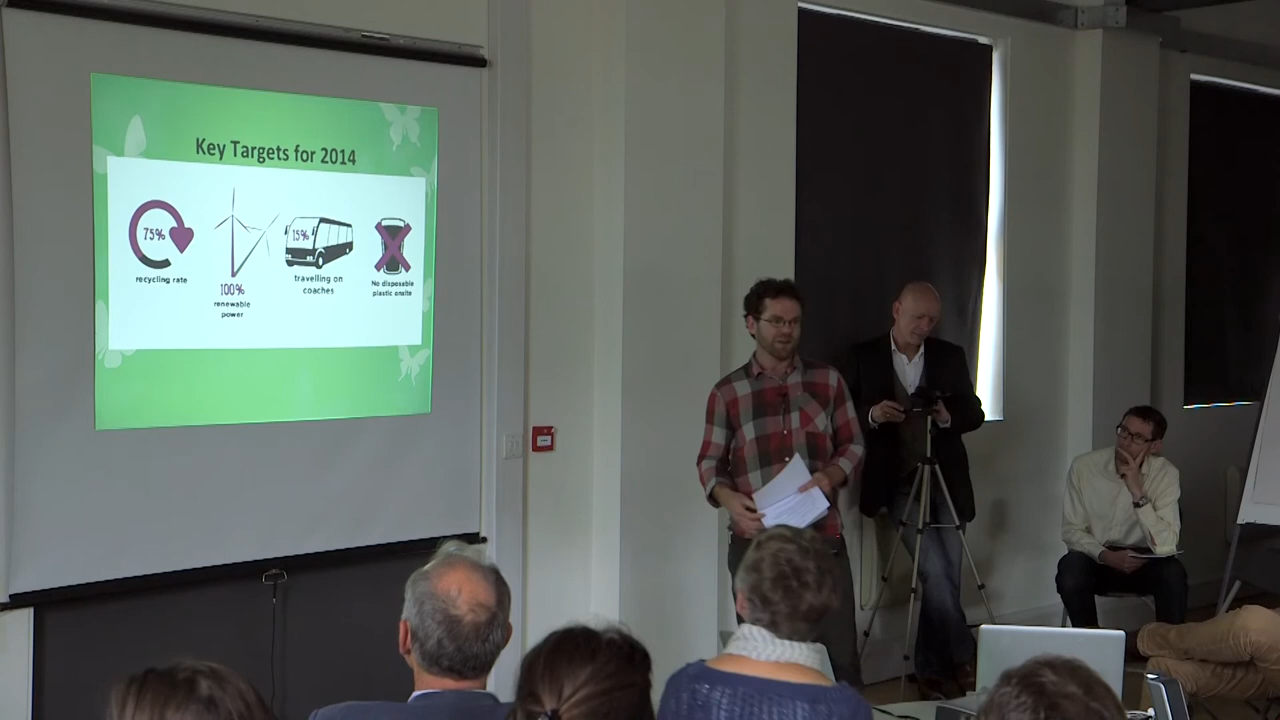 Key Targets for 2014
75%
recycling rate
100%
renewable
power
15%
travelling on
coaches
No disposable
plastic onsite